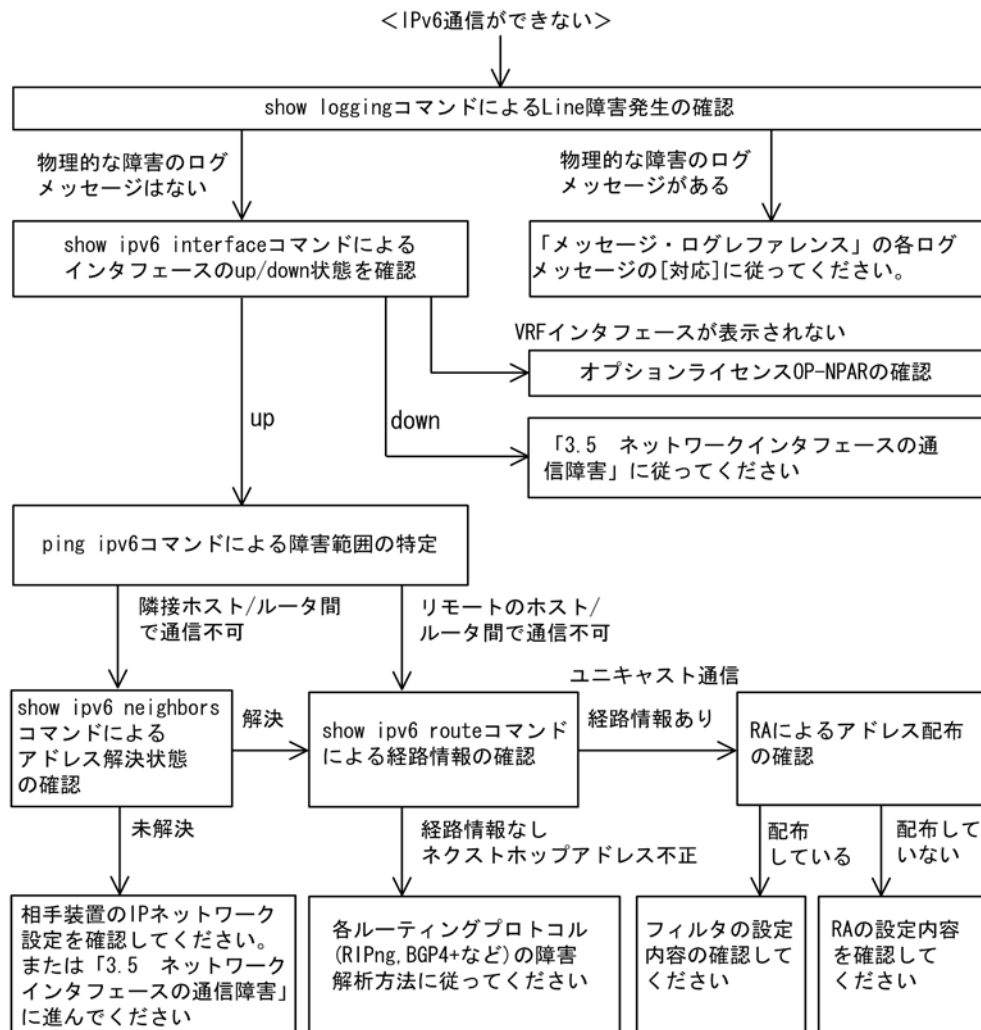 <IPv6通信ができない>
show loggingコマンドによるLine障害発生の確認
物理的な障害のログ
メッセージはない
物理的な障害のログ
メッセージがある
show ipv6 interfaceコマンドによる
インタフェースのup/down状態を確認
「メッセージ・ログレファレンス」の各ログ
メッセージの[対応]に従ってください。
VRFインタフェースが表示されない
オプションライセンスOP-NPARの確認
up
down
「3.5 ネットワークインタフェースの通
信障害」に従ってください
ping ipv6コマンドによる障害範囲の特定
隣接ホスト/ルータ間
で通信不可
リモートのホスト/
ルータ間で通信不可
ユニキャスト通信
show ipv6 neighbors
コマンドによる
アドレス解決状態
の確認
解決
show ipv6 routeコマンド
による経路情報の確認
経路情報あり
RAによるアドレス配布
の確認
未解決
経路情報なし
ネクストホップアドレス不正
配布
している
配布して
いない
相手装置のIPネットワーク
設定を確認してください。
または「3.5 ネットワーク
インタフェースの通信障害」
に進んでください
各ルーティングプロトコル
(RIPng,BGP4+など)の障害
解析方法に従ってください
フィルタの設定
内容の確認して
ください
RAの設定内容
を確認して
ください